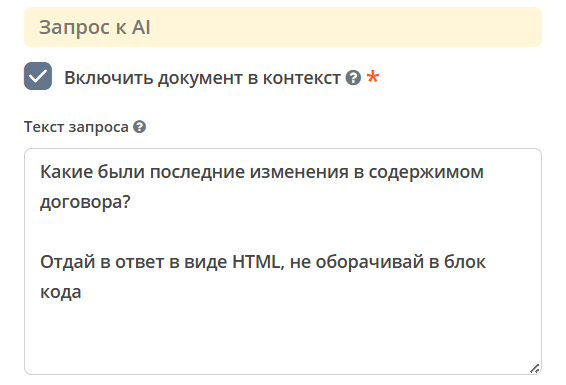 Запрос к AI
Включить документ в контекст ? *
Текст запроса ?
Какие были последние изменения в содержимом
договора?
Отдай в ответ в виде HTML, не оборачивай в блок
кода